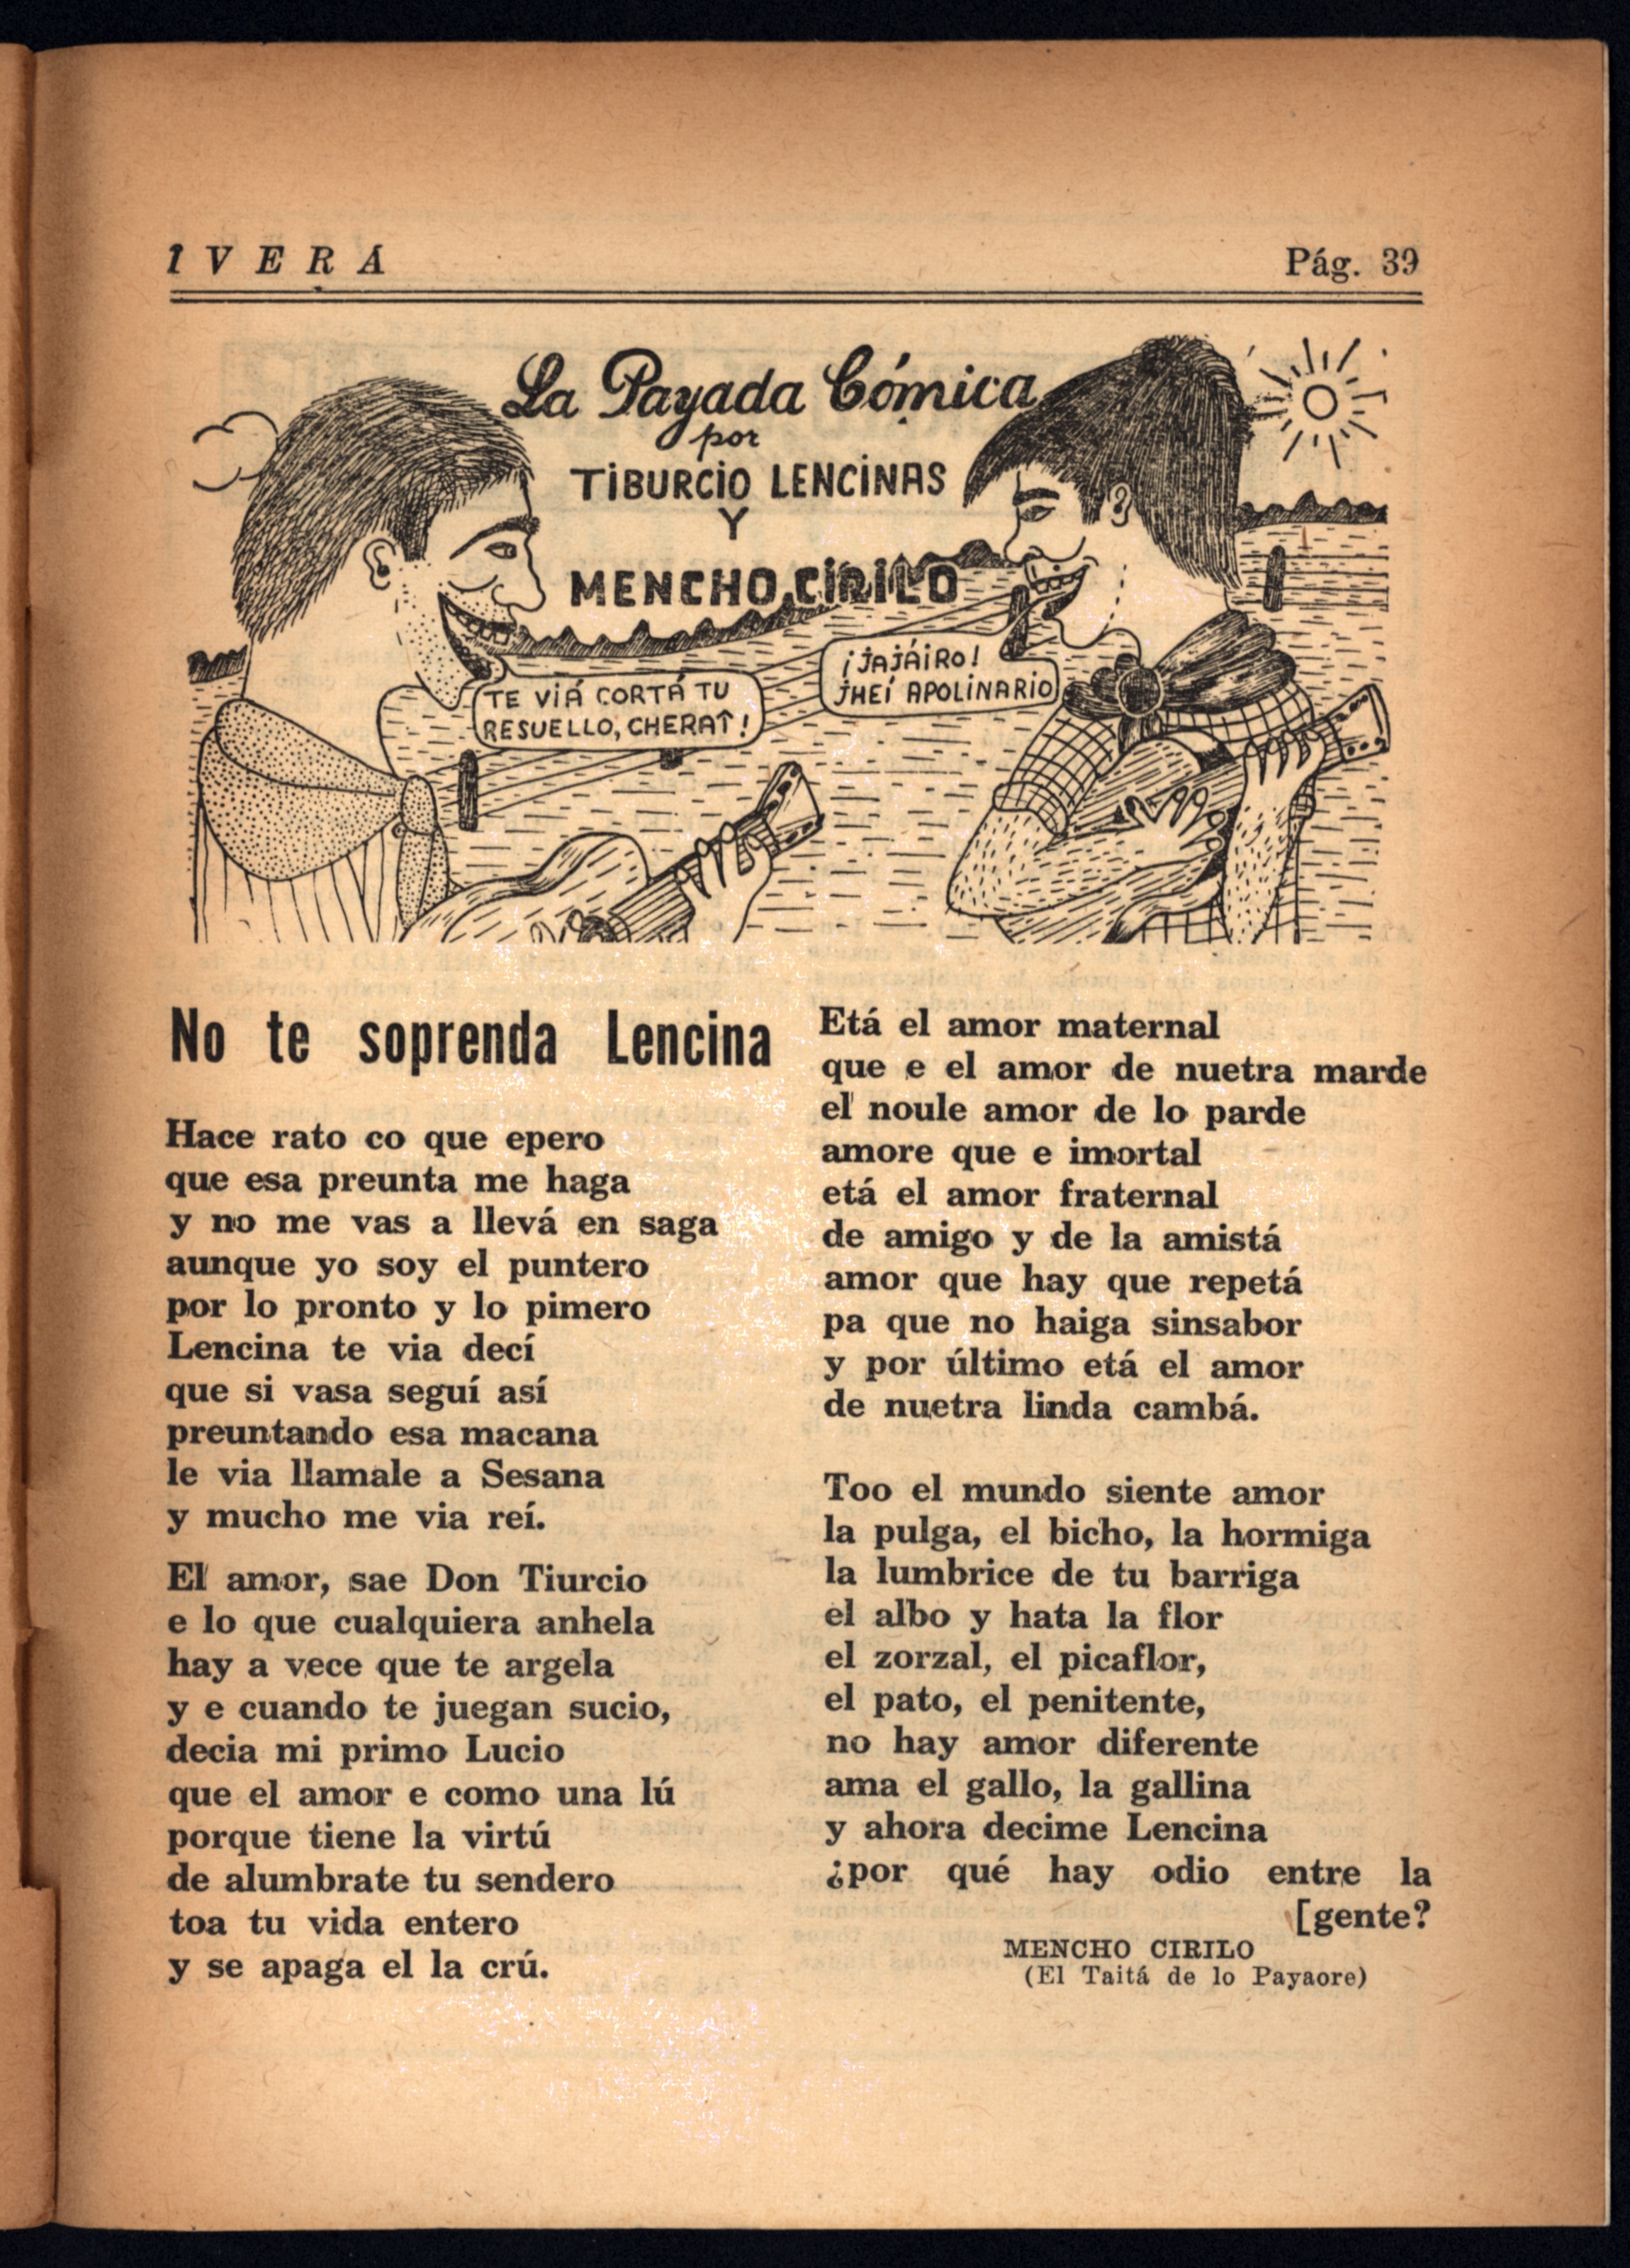 IVERÁ
Pág. 39
La Payada Cómica
por
TIBURCIO LENCINAS
Y
MENCHO CIRILO
TE VIÁ CORTÁ TU
RESUELLO, CHERAÎ!
¡JAJÁIRO!
JHEÍ APOLINARIO
No te soprenda Lencina
Hace rato co que epero
que esa preunta me haga
y no me vas a llevá en saga
aunque yo soy el puntero
por lo pronto y lo pimero
Lencina te via decí
que si vasa seguí así
preuntando esa macana
le via llamale a Sesana
y mucho me via reí.
El amor, sae Don Tiurcio
e lo que cualquiera anhela
hay a vece que te argela
y e cuando te juegan sucio,
decia mi primo Lucio
que el amor e como una lú
porque tiene la virtú
de alumbrate tu sendero
toa tu vida entero
y se apaga el la crú.
Etá el amor maternal
que e el amor de nuetra marde
el noule amor de lo parde
amore que e imortal
etá el amor fraternal
de amigo y de la amistá
amor que hay que repetá
pa que no haiga sinsabor
y por último etá el amor
de nuetra linda cambá.
Too el mundo siente amor
la pulga, el bicho, la hormiga
la lumbrice de tu barriga
el albo y hata la flor
el zorzal, el picaflor,
el pato, el penitente,
no hay amor diferente
ama el gallo, la gallina
y ahora decime Lencina
¿por qué hay odio entre la
[gente?
MENCHO CIRILO
(El Taitá de lo Payaore)